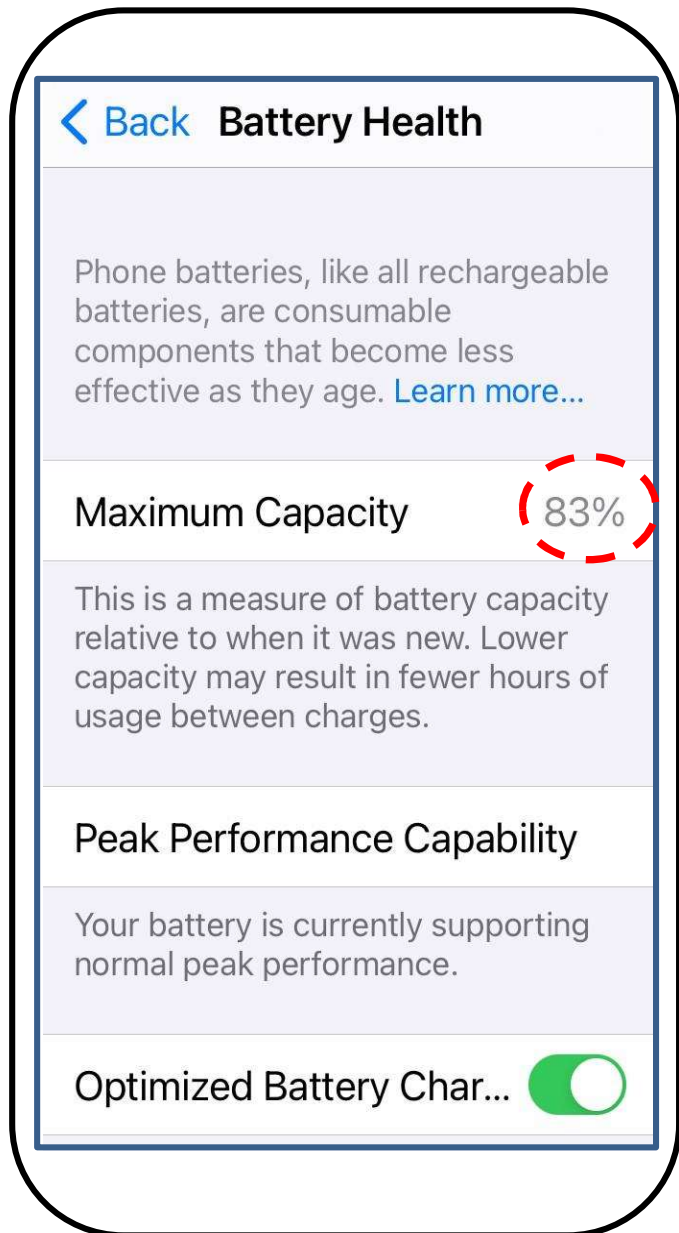 Back Battery Health
Phone batteries, like all rechargeable
batteries, are consumable
components that become less
effective as they age. Learn more...
Maximum Capacity 83%
This is a measure of battery capacity
relative to when it was new. Lower
capacity may result in fewer hours of
usage between charges.
Peak Performance Capability
Your battery is currently supporting
normal peak performance.
Optimized Battery Char...